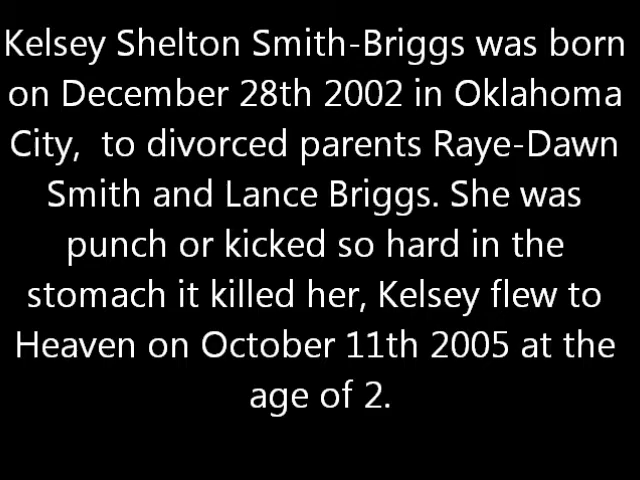 Kelsey Shelton Smith-Briggs was born
on December 28th 2002 in Oklahoma
City,  to divorced parents Raye-Dawn
Smith and Lance Briggs. She was
punch or kicked so hard in the
stomach it killed her, Kelsey flew to
Heaven on October 11th 2005 at the
age of 2.